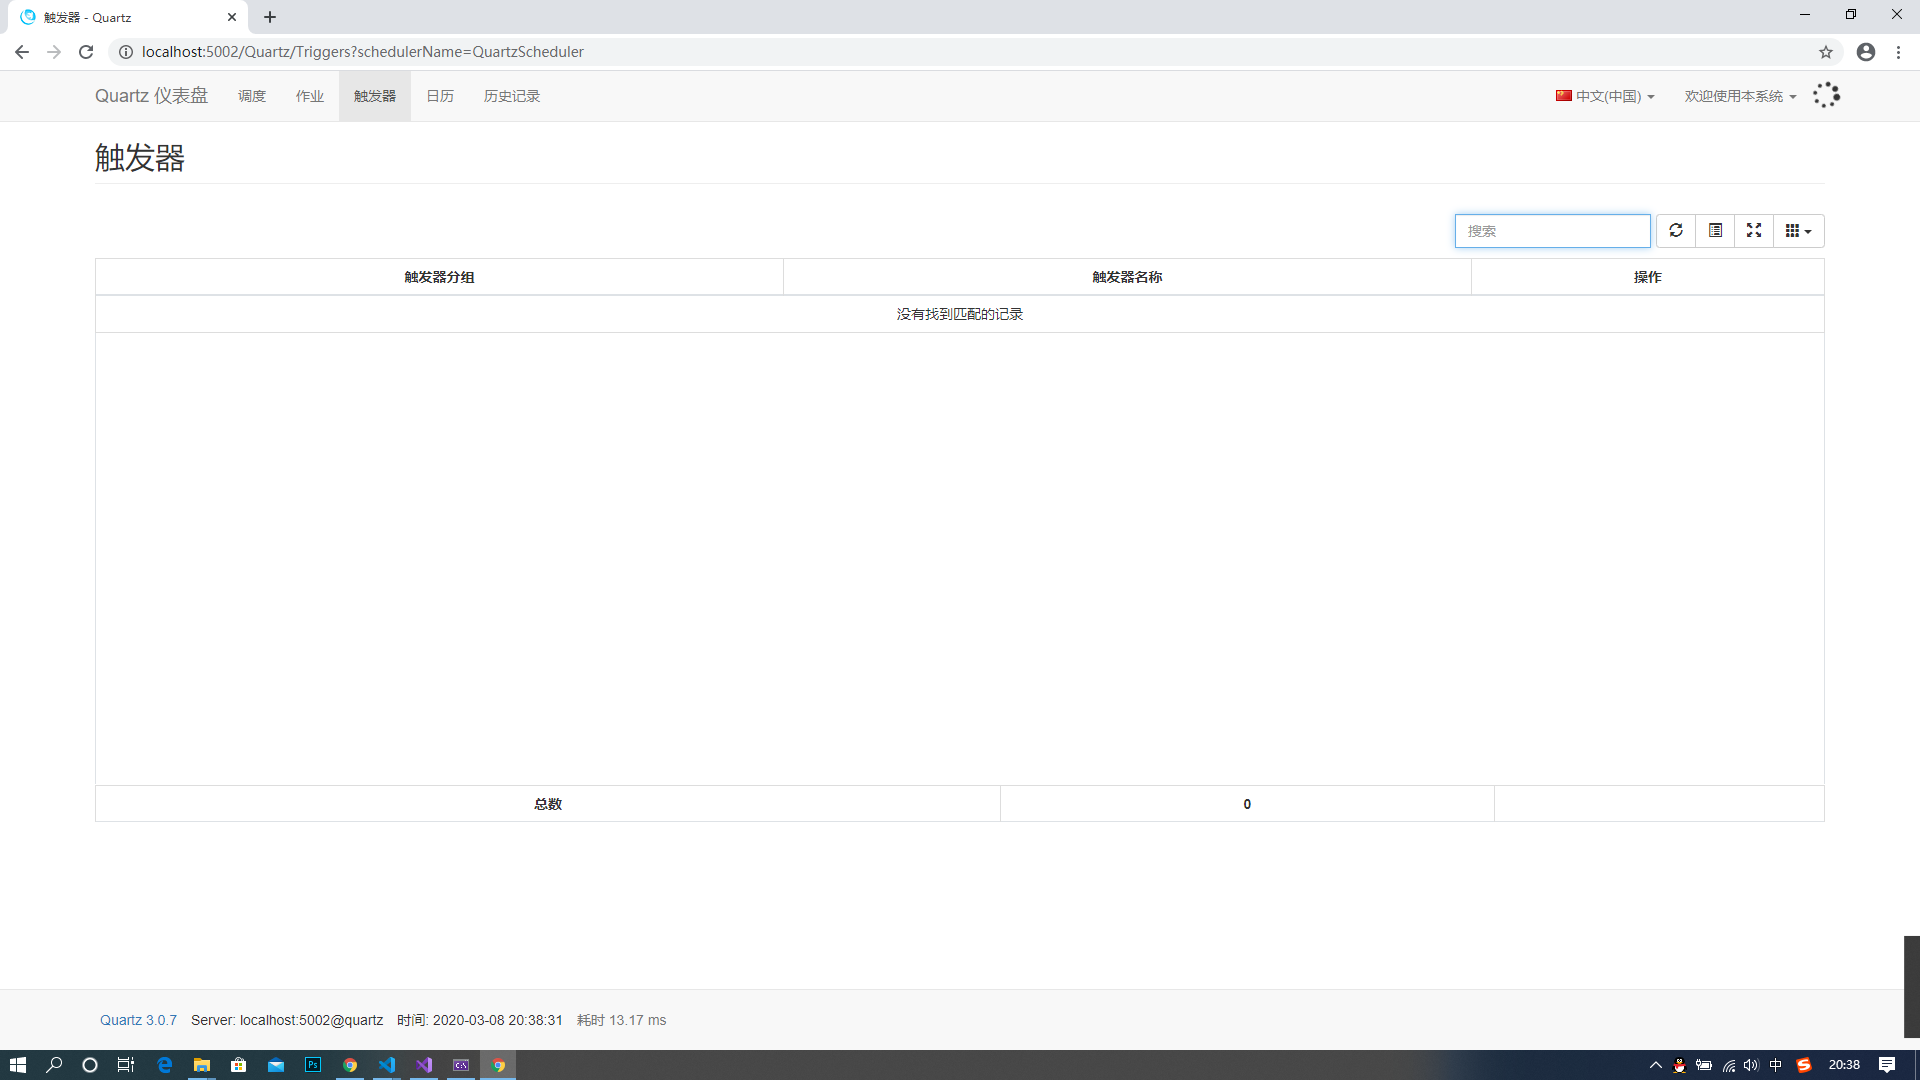 触发器 - Quartz
localhost:5002/Quartz/Triggers?schedulerName=QuartzScheduler
Quartz 仪表盘 调度 作业 触发器 日历 历史记录 中文(中国) 欢迎使用本系统
触发器
搜索
触发器分组 触发器名称 操作
没有找到匹配的记录
总数 0
Quartz 3.0.7 Server: localhost:5002@quartz 时间: 2020-03-08 20:38:31 耗时 13.17 ms
Ps C:\ 中 S 20:38